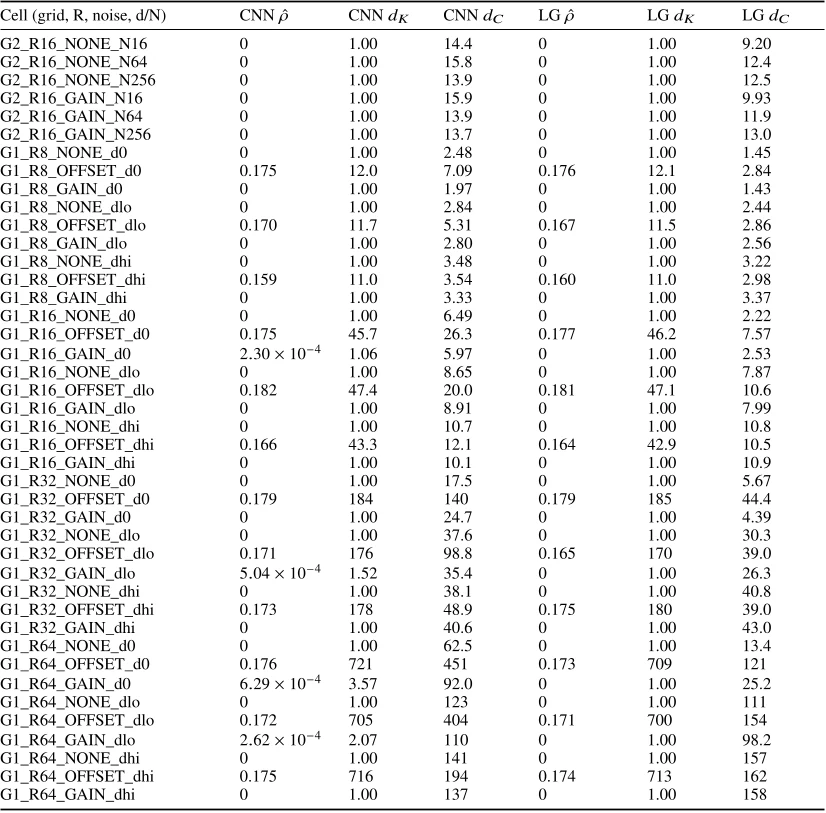 Cell (grid, R, noise, d/N) CNN ρ̂ CNN d_K CNN d_C LG ρ̂ LG d_K LG d_C
G2_R16_NONE_N16 0 1.00 14.4 0 1.00 9.20
G2_R16_NONE_N64 0 1.00 15.8 0 1.00 12.4
G2_R16_NONE_N256 0 1.00 13.9 0 1.00 12.5
G2_R16_GAIN_N16 0 1.00 15.9 0 1.00 9.93
G2_R16_GAIN_N64 0 1.00 13.9 0 1.00 11.9
G2_R16_GAIN_N256 0 1.00 13.7 0 1.00 13.0
G1_R8_NONE_d0 0 1.00 2.48 0 1.00 1.45
G1_R8_OFFSET_d0 0.175 12.0 7.09 0.176 12.1 2.84
G1_R8_GAIN_d0 0 1.00 1.97 0 1.00 1.43
G1_R8_NONE_dlo 0 1.00 2.84 0 1.00 2.44
G1_R8_OFFSET_dlo 0.170 11.7 5.31 0.167 11.5 2.86
G1_R8_GAIN_dlo 0 1.00 2.80 0 1.00 2.56
G1_R8_NONE_dhi 0 1.00 3.48 0 1.00 3.22
G1_R8_OFFSET_dhi 0.159 11.0 3.54 0.160 11.0 2.98
G1_R8_GAIN_dhi 0 1.00 3.33 0 1.00 3.37
G1_R16_NONE_d0 0 1.00 6.49 0 1.00 2.22
G1_R16_OFFSET_d0 0.175 45.7 26.3 0.177 46.2 7.57
G1_R16_GAIN_d0 2.30 × 10⁻⁴ 1.06 5.97 0 1.00 2.53
G1_R16_NONE_dlo 0 1.00 8.65 0 1.00 7.87
G1_R16_OFFSET_dlo 0.182 47.4 20.0 0.181 47.1 10.6
G1_R16_GAIN_dlo 0 1.00 8.91 0 1.00 7.99
G1_R16_NONE_dhi 0 1.00 10.7 0 1.00 10.8
G1_R16_OFFSET_dhi 0.166 43.3 12.1 0.164 42.9 10.5
G1_R16_GAIN_dhi 0 1.00 10.1 0 1.00 10.9
G1_R32_NONE_d0 0 1.00 17.5 0 1.00 5.67
G1_R32_OFFSET_d0 0.179 184 140 0.179 185 44.4
G1_R32_GAIN_d0 0 1.00 24.7 0 1.00 4.39
G1_R32_NONE_dlo 0 1.00 37.6 0 1.00 30.3
G1_R32_OFFSET_dlo 0.171 176 98.8 0.165 170 39.0
G1_R32_GAIN_dlo 5.04 × 10⁻⁴ 1.52 35.4 0 1.00 26.3
G1_R32_NONE_dhi 0 1.00 38.1 0 1.00 40.8
G1_R32_OFFSET_dhi 0.173 178 48.9 0.175 180 39.0
G1_R32_GAIN_dhi 0 1.00 40.6 0 1.00 43.0
G1_R64_NONE_d0 0 1.00 62.5 0 1.00 13.4
G1_R64_OFFSET_d0 0.176 721 451 0.173 709 121
G1_R64_GAIN_d0 6.29 × 10⁻⁴ 3.57 92.0 0 1.00 25.2
G1_R64_NONE_dlo 0 1.00 123 0 1.00 111
G1_R64_OFFSET_dlo 0.172 705 404 0.171 700 154
G1_R64_GAIN_dlo 2.62 × 10⁻⁴ 2.07 110 0 1.00 98.2
G1_R64_NONE_dhi 0 1.00 141 0 1.00 157
G1_R64_OFFSET_dhi 0.175 716 194 0.174 713 162
G1_R64_GAIN_dhi 0 1.00 137 0 1.00 158